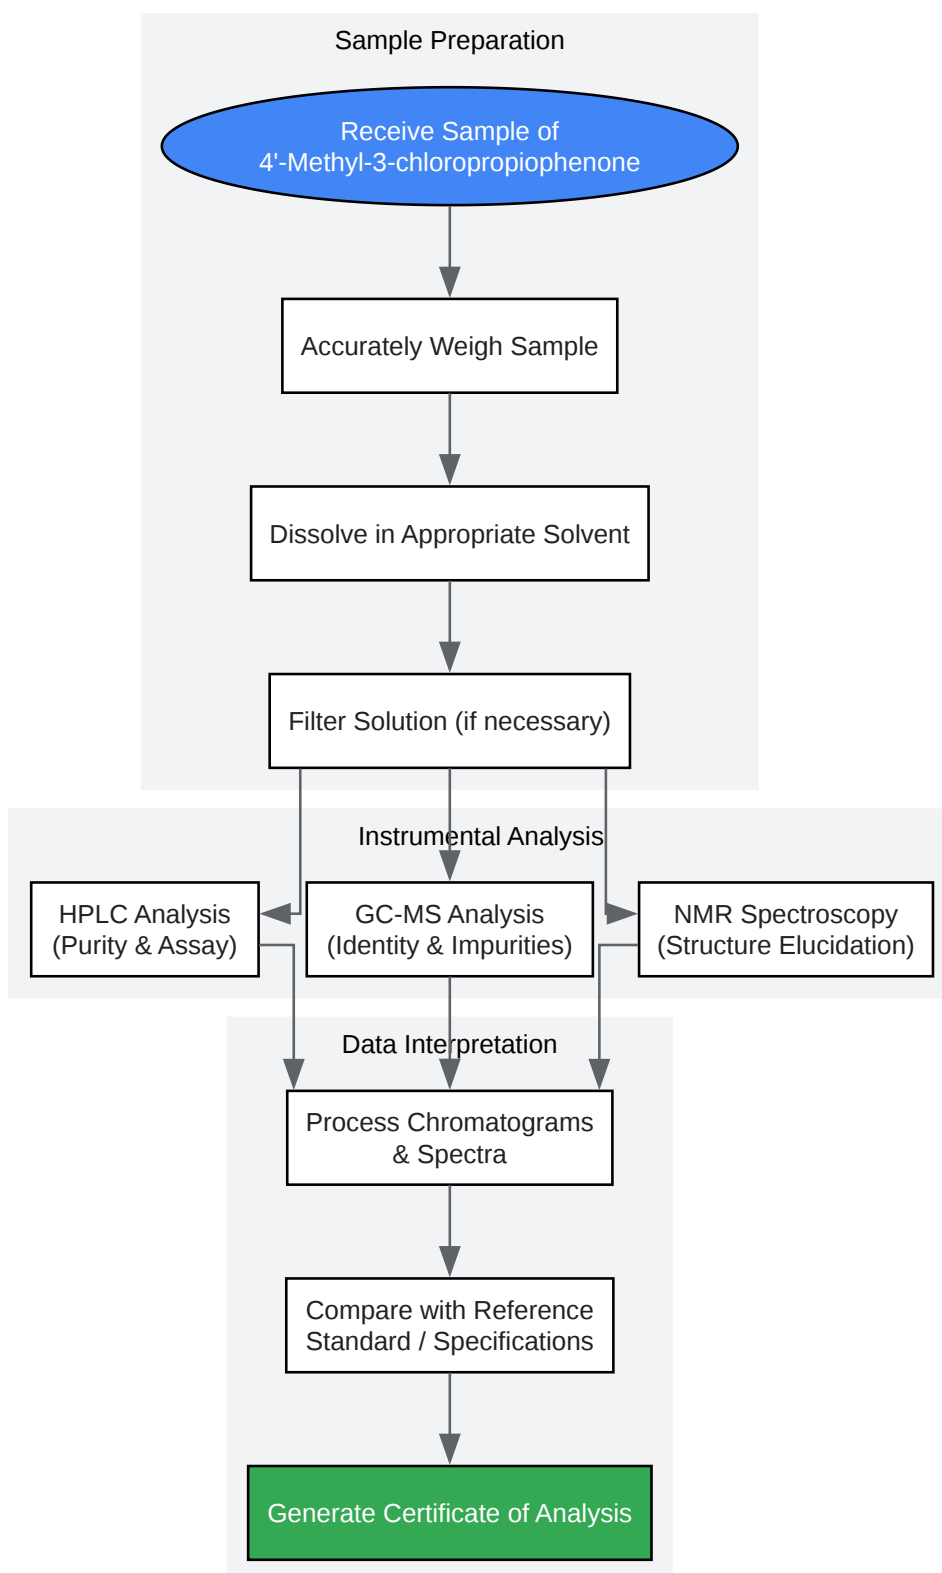 Sample Preparation
Receive Sample of
4'-Methyl-3-chloropropiophenone
Accurately Weigh Sample
Dissolve in Appropriate Solvent
Filter Solution (if necessary)
Instrumental Analysis
HPLC Analysis
(Purity & Assay)
GC-MS Analysis
(Identity & Impurities)
NMR Spectroscopy
(Structure Elucidation)
Data Interpretation
Process Chromatograms
& Spectra
Compare with Reference
Standard / Specifications
Generate Certificate of Analysis